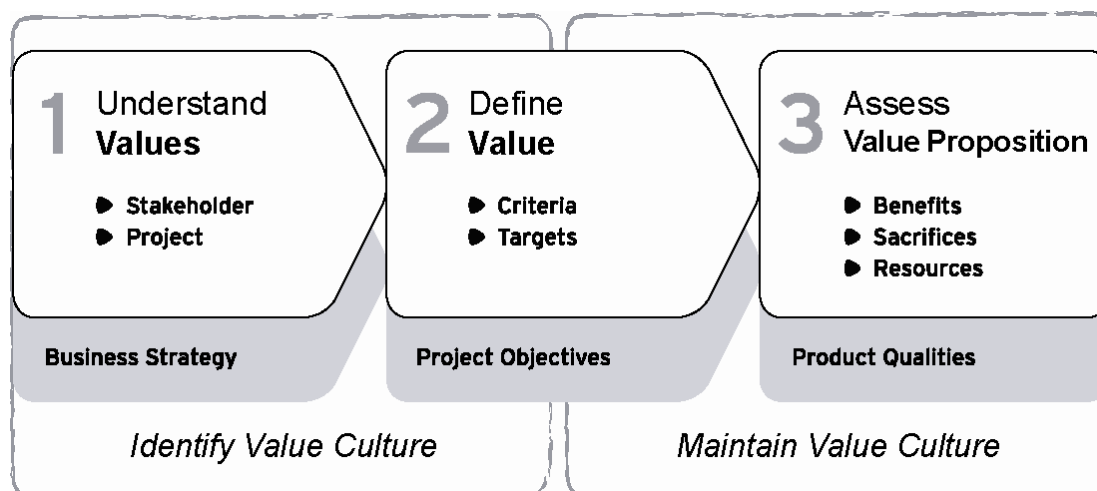 1 Understand
Values
Stakeholder
Project
Business Strategy
2 Define
Value
Criteria
Targets
Project Objectives
3 Assess
Value Proposition
Benefits
Sacrifices
Resources
Product Qualities
Identify Value Culture
Maintain Value Culture